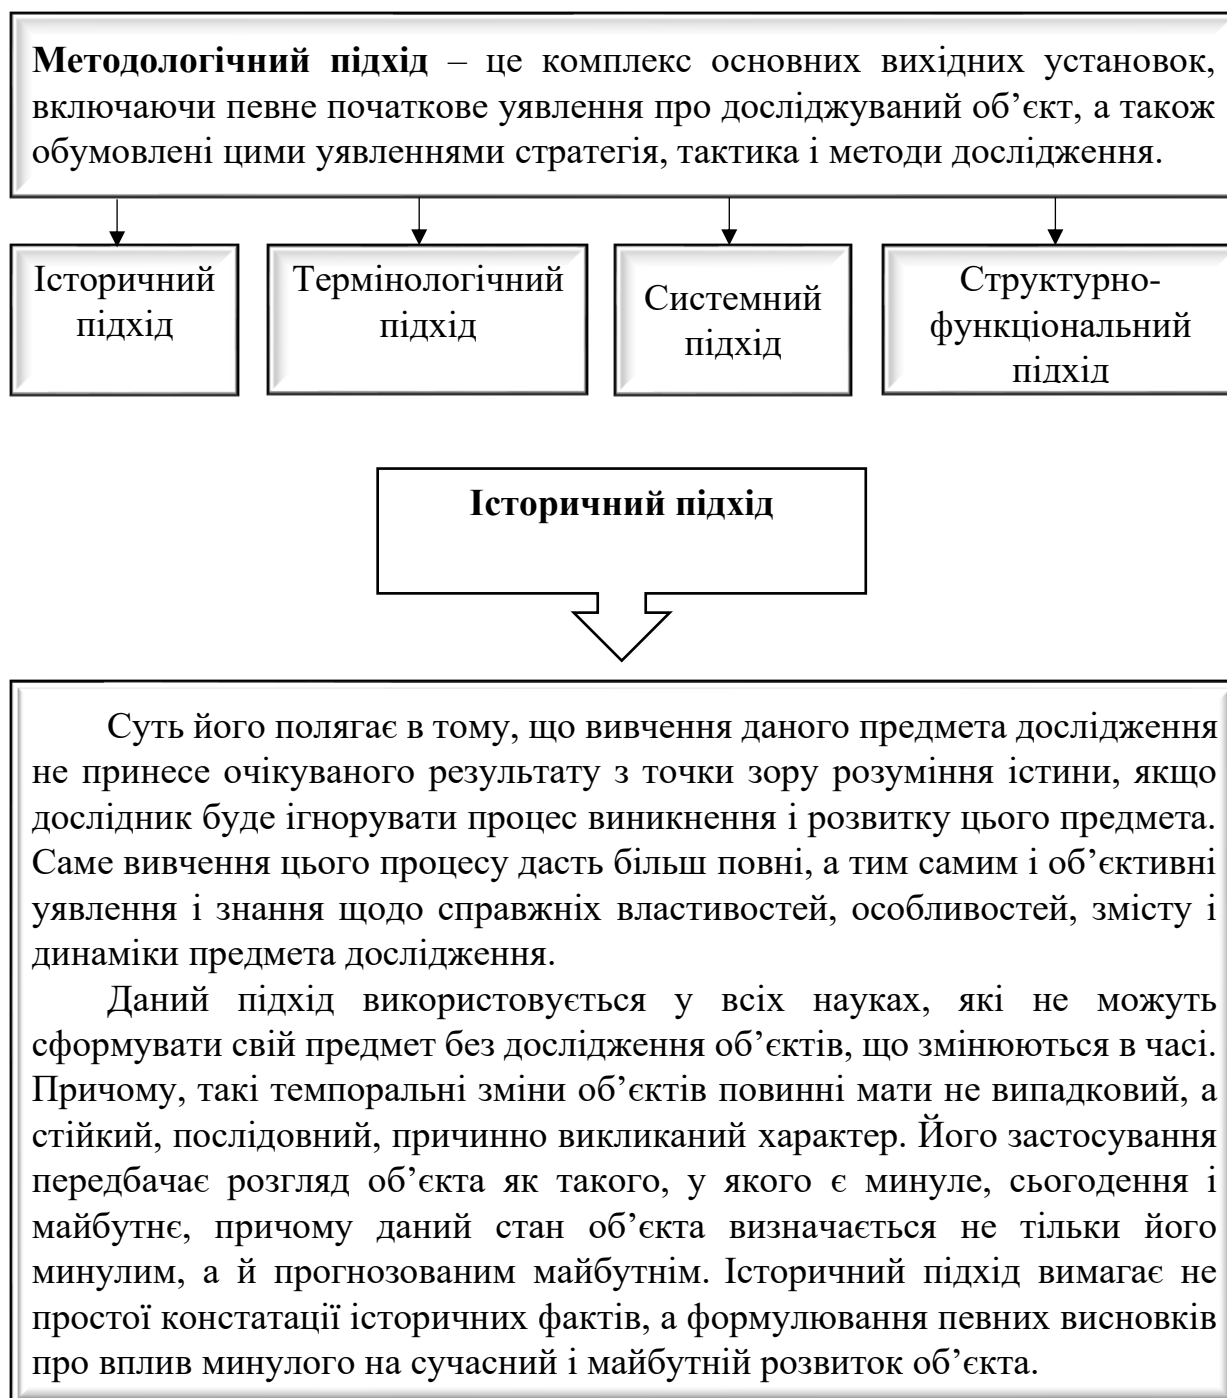 Методологічний підхід – це комплекс основних вихідних установок,
включаючи певне початкове уявлення про досліджуваний об’єкт, а також
обумовлені цими уявленнями стратегія, тактика і методи дослідження.
Історичний
підхід
Термінологічний
підхід
Системний
підхід
Структурно-
функціональний
підхід
Історичний підхід
Суть його полягає в тому, що вивчення даного предмета дослідження
не принесе очікуваного результату з точки зору розуміння істини, якщо
дослідник буде ігнорувати процес виникнення і розвитку цього предмета.
Саме вивчення цього процесу дасть більш повні, а тим самим і об’єктивні
уявлення і знання щодо справжніх властивостей, особливостей, змісту і
динаміки предмета дослідження.
Даний підхід використовується у всіх науках, які не можуть
сформувати свій предмет без дослідження об’єктів, що змінюються в часі.
Причому, такі темпоральні зміни об’єктів повинні мати не випадковий, а
стійкий, послідовний, причинно викликаний характер. Його застосування
передбачає розгляд об’єкта як такого, у якого є минуле, сьогодення і
майбутнє, причому даний стан об’єкта визначається не тільки його
минулим, а й прогнозованим майбутнім. Історичний підхід вимагає не
простої констатації історичних фактів, а формулювання певних висновків
про вплив минулого на сучасний і майбутній розвиток об’єкта.